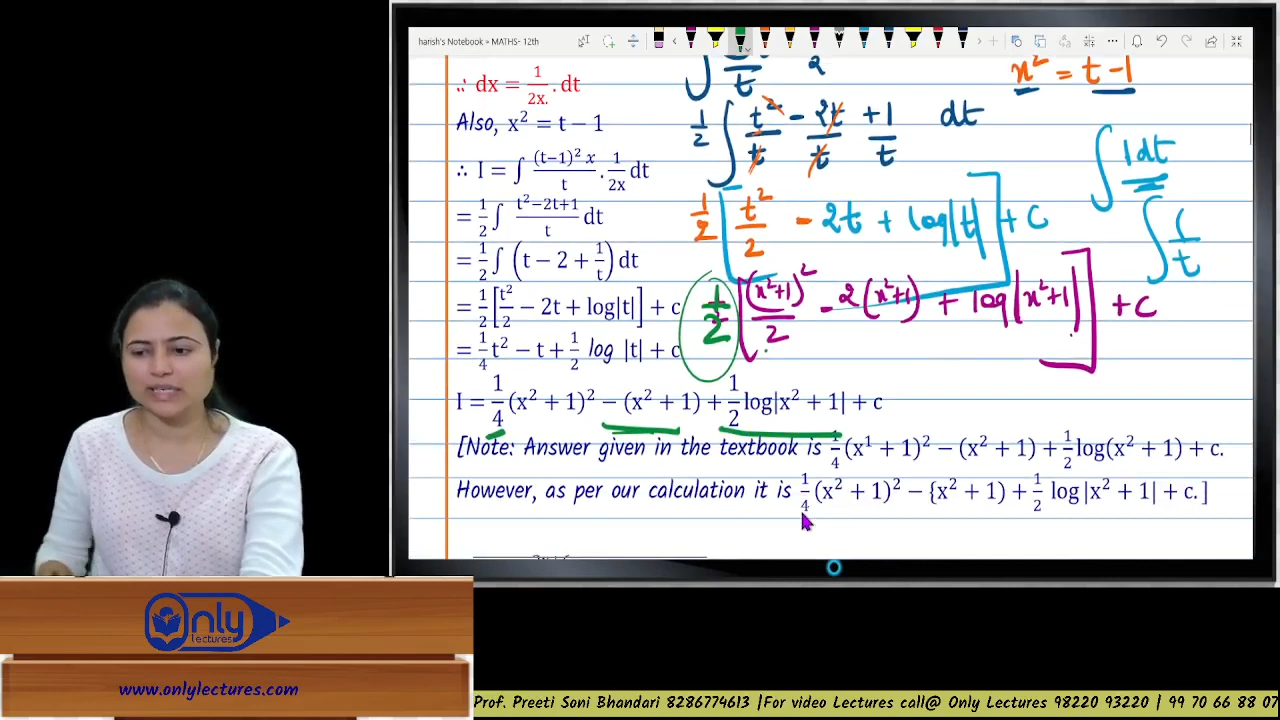 harish's Notebook » MATHS- 12th
∴ dx = 1/2x . dt
Also, x² = t − 1
∴ I = ∫ (t−1)² x / t . 1/2x dt
= 1/2 ∫ t²−2t+1 / t dt
= 1/2 ∫ (t − 2 + 1/t) dt
= 1/2 [t²/2 − 2t + log|t|] + c
= 1/4 t² − t + 1/2 log |t| + c
I = 1/4 (x² + 1)² − (x² + 1) + 1/2 log|x² + 1| + c
[Note: Answer given in the textbook is 1/4 (x¹ + 1)² − (x² + 1) + 1/2 log(x² + 1) + c.
However, as per our calculation it is 1/4 (x² + 1)² − {x² + 1) + 1/2 log |x² + 1| + c.]
x² = t − 1
1/2 ∫ t²/t − 2t/t + 1/t dt
1/2 [t²/2 − 2t + log|t|] + c
1/2 [(x²+1)²/2 − 2(x²+1) + log|x²+1|] + c
∫ 1dt
∫ 1/t
Only
lectures
www.onlylectures.com
Prof. Preeti Soni Bhandari 8286774613 |For video Lectures call@ Only Lectures 98220 93220 | 99 70 66 88 07